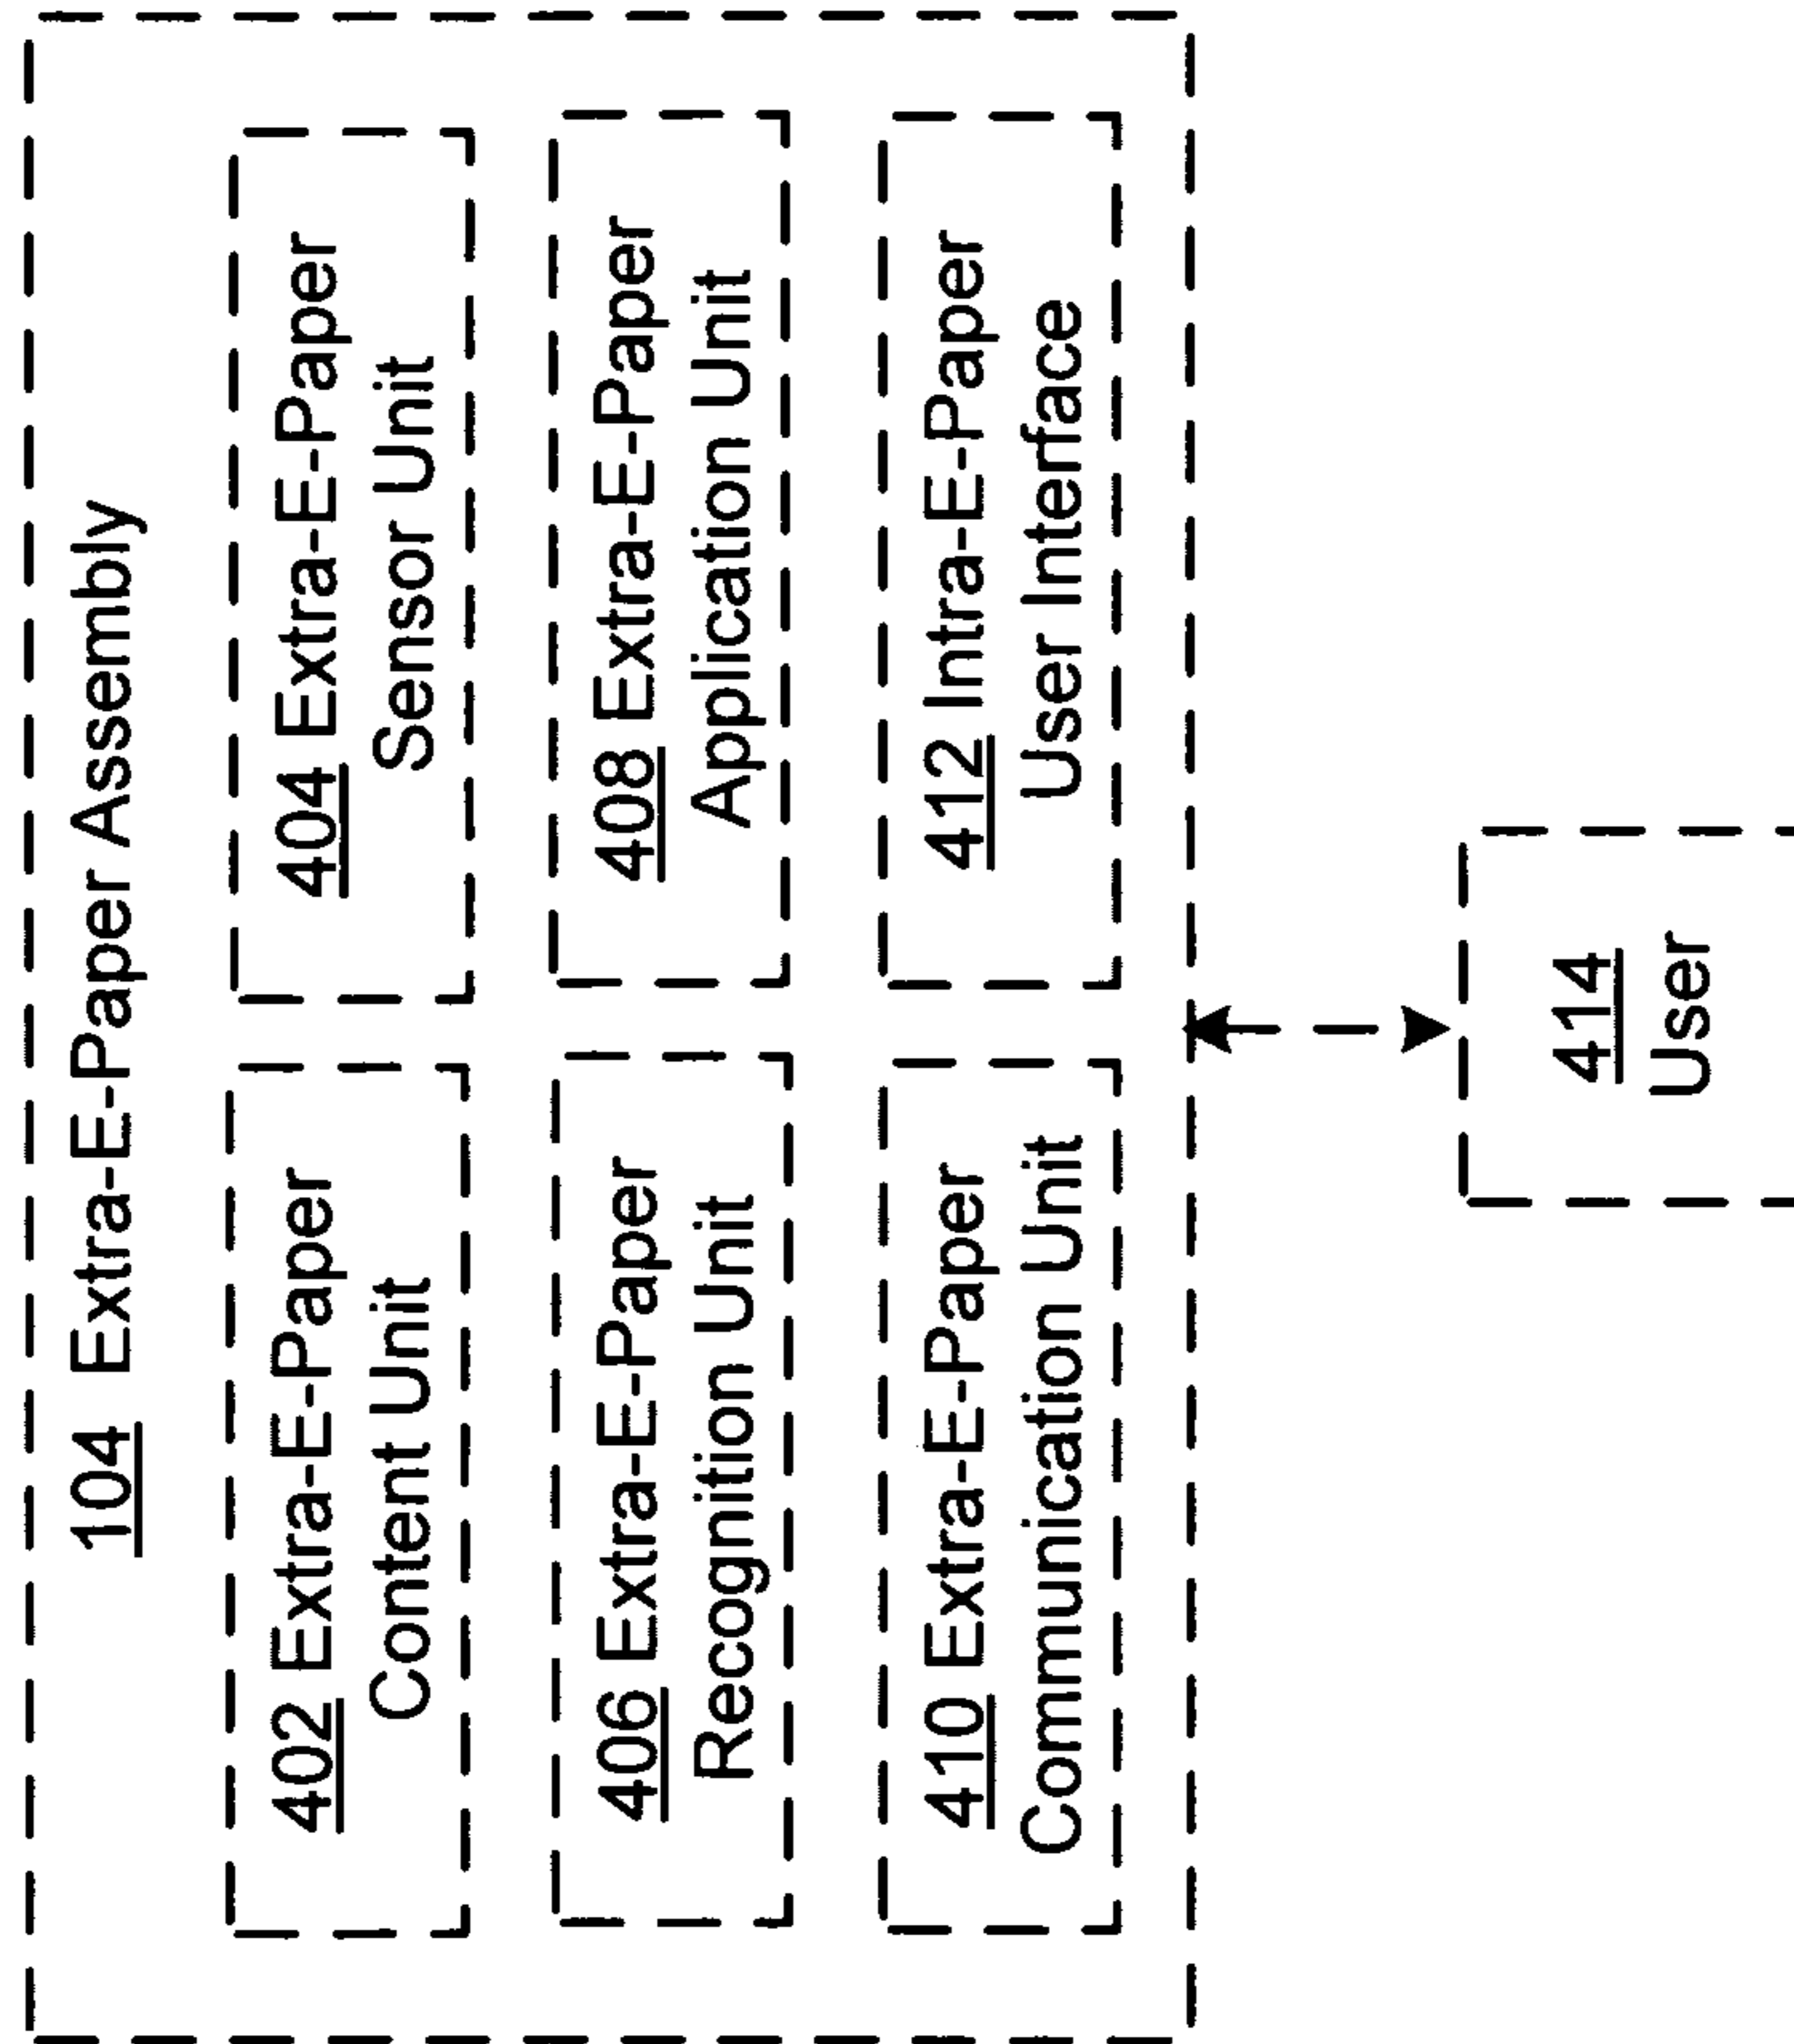 104 Extra-E-Paper Assembly
402 Extra-E-Paper
Content Unit
404 Extra-E-Paper
Sensor Unit
406 Extra-E-Paper
Recognition Unit
408 Extra-E-Paper
Application Unit
410 Extra-E-Paper
Communication Unit
412 Intra-E-Paper
User Interface
414
User